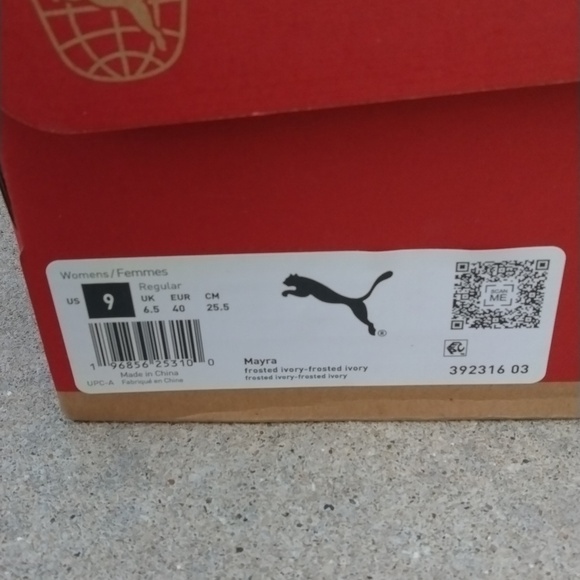 Womens/Femmes
Regular
US 9 UK EUR CM
6.5 40 25.5
1 96856 25310 0
Made in China
UPC-A Fabriqué en China
Mayra
frosted ivory-frosted ivory
frosted ivory-frosted ivory
®
SCAN
ME
392316 03